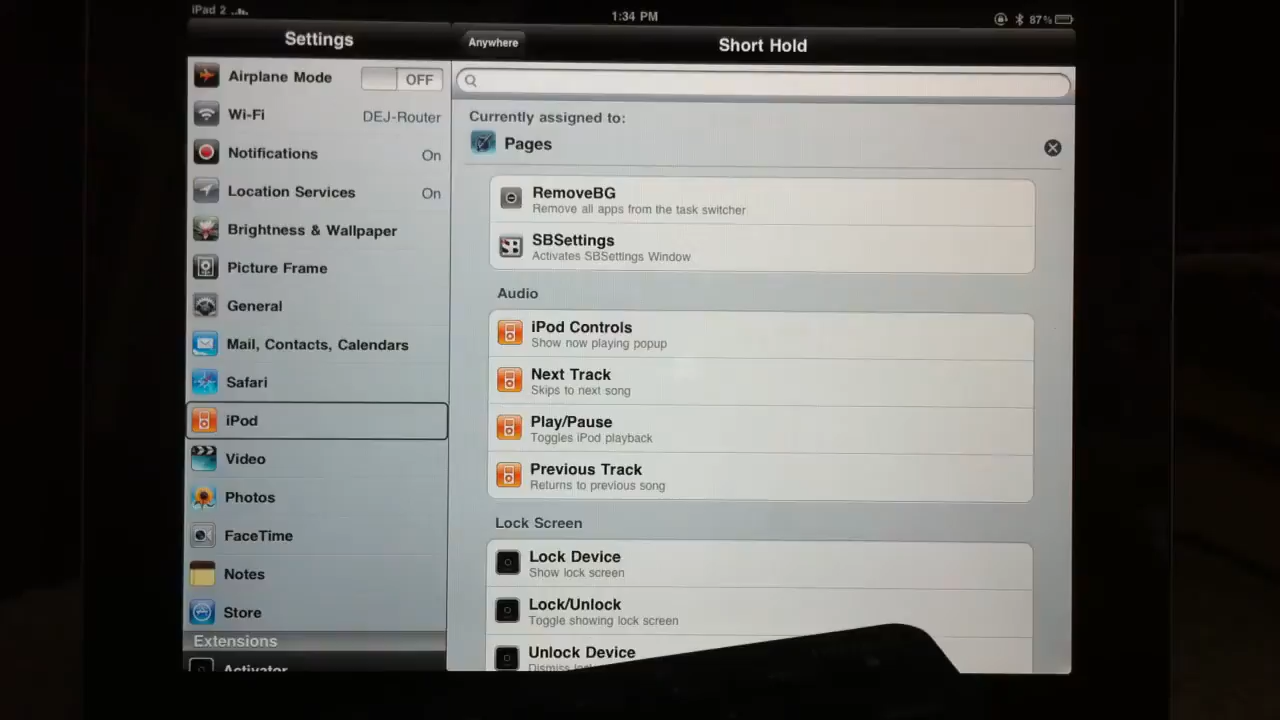 iPad 2
1:34 PM
87%
Settings
Anywhere
Short Hold
Airplane Mode
OFF
Wi-Fi
DEJ-Router
Notifications
On
Location Services
On
Brightness & Wallpaper
Picture Frame
General
Mail, Contacts, Calendars
Safari
iPod
Video
Photos
FaceTime
Notes
Store
Extensions
Activator
Currently assigned to:
Pages
RemoveBG
Remove all apps from the task switcher
SBSettings
Activates SBSettings Window
Audio
iPod Controls
Show now playing popup
Next Track
Skips to next song
Play/Pause
Toggles iPod playback
Previous Track
Returns to previous song
Lock Screen
Lock Device
Show lock screen
Lock/Unlock
Toggle showing lock screen
Unlock Device